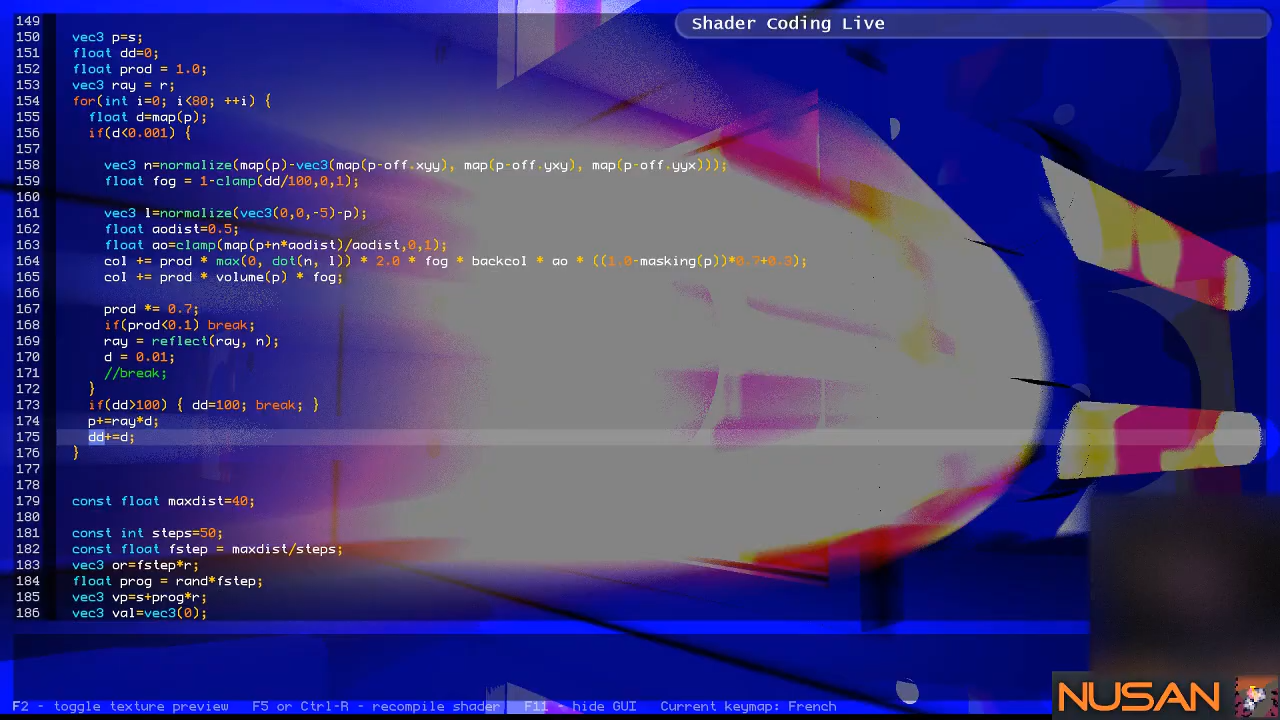 Shader Coding Live
149
150 vec3 p=s;
151 float dd=0;
152 float prod = 1.0;
153 vec3 ray = r;
154 for(int i=0; i<80; ++i) {
155 float d=map(p);
156 if(d<0.001) {
157
158 vec3 n=normalize(map(p)-vec3(map(p-off.xyy), map(p-off.yxy), map(p-off.yyx)));
159 float fog = 1-clamp(dd/100,0,1);
160
161 vec3 l=normalize(vec3(0,0,-5)-p);
162 float aodist=0.5;
163 float ao=clamp(map(p+n*aodist)/aodist,0,1);
164 col += prod * max(0, dot(n, l)) * 2.0 * fog * backcol * ao * ((1.0-masking(p))*0.7+0.3);
165 col += prod * volume(p) * fog;
166
167 prod *= 0.7;
168 if(prod<0.1) break;
169 ray = reflect(ray, n);
170 d = 0.01;
171 //break;
172 }
173 if(dd>100) { dd=100; break; }
174 p+=ray*d;
175 dd+=d;
176 }
177
178
179 const float maxdist=40;
180
181 const int steps=50;
182 const float fstep = maxdist/steps;
183 vec3 or=fstep*r;
184 float prog = rand*fstep;
185 vec3 vp=s+prog*r;
186 vec3 val=vec3(0);
F2 - toggle texture preview F5 or Ctrl-R - recompile shader F11 - hide GUI Current keymap: French
NUSAN